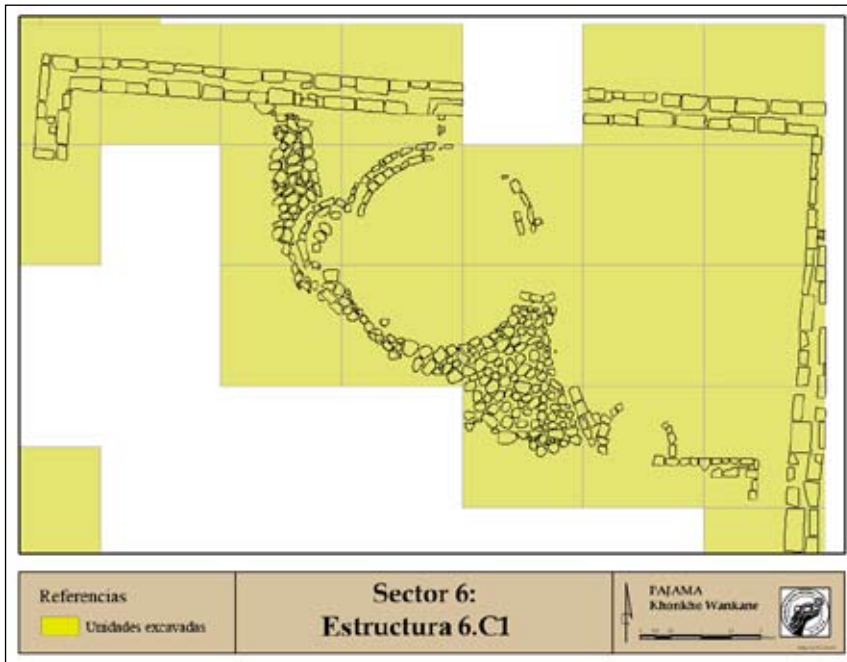 Referencias
Unidades excavadas
Sector 6:
Estructura 6.C1
PAJAMA
Khonkho Wankane